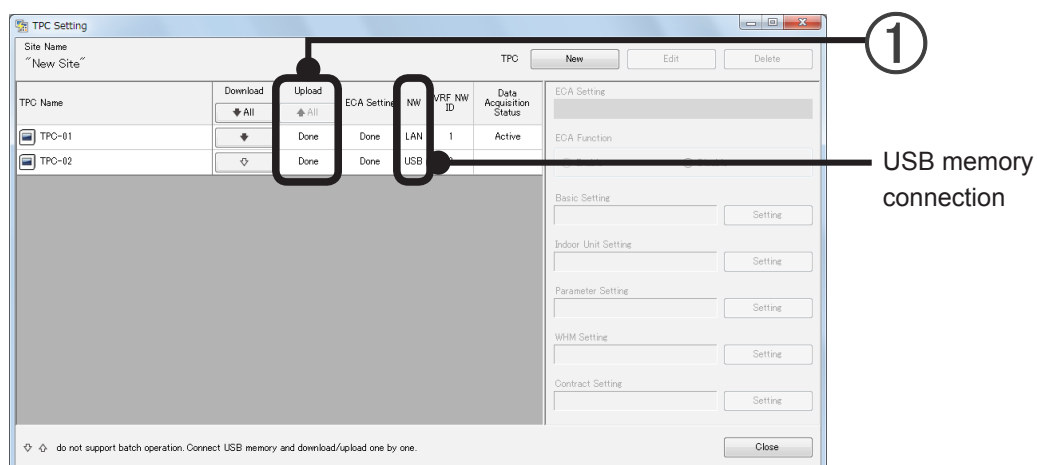 TPC Setting
Site Name
"New Site"
TPC New Edit Delete
①
TPC Name Download Upload ECA Setting NW VRF NW ID Data Acquisition Status
All All
TPC-01 Done Done LAN 1 Active
TPC-02 Done Done USB
ECA Setting
ECA Function
USB memory
connection
Basic Setting
Setting
Indoor Unit Setting
Setting
Parameter Setting
Setting
WHM Setting
Setting
Contract Setting
Setting
do not support batch operation. Connect USB memory and download/upload one by one.
Close